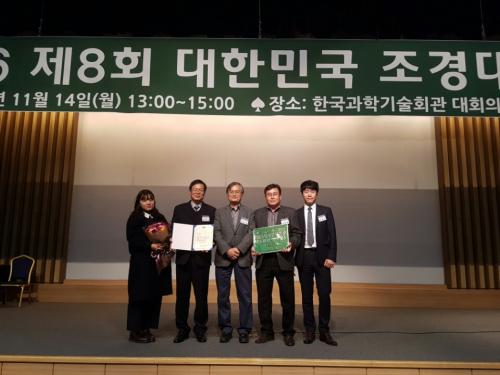 6 제8회 대한민국 조경대
년 11월 14일(월) 13:00~15:00 ♠장소: 한국과학기술회관 대회의